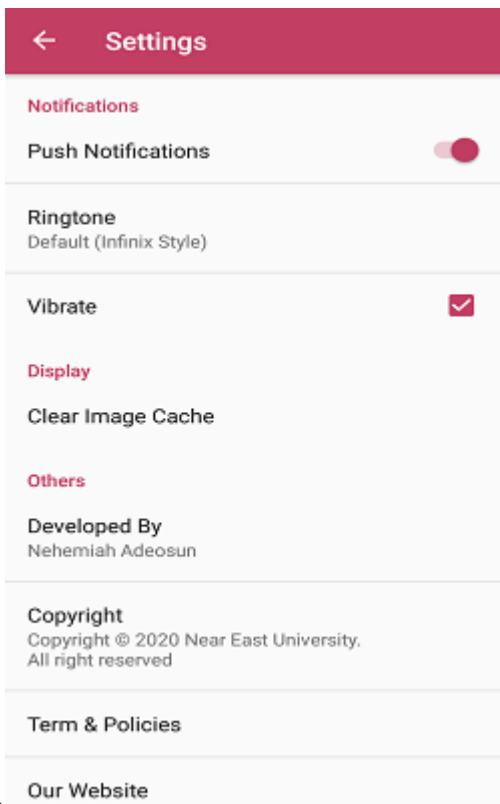 Settings
Notifications
Push Notifications
Ringtone
Default (Infinix Style)
Vibrate
Display
Clear Image Cache
Others
Developed By
Nehemiah Adeosun
Copyright
Copyright © 2020 Near East University.
All right reserved
Term & Policies
Our Website